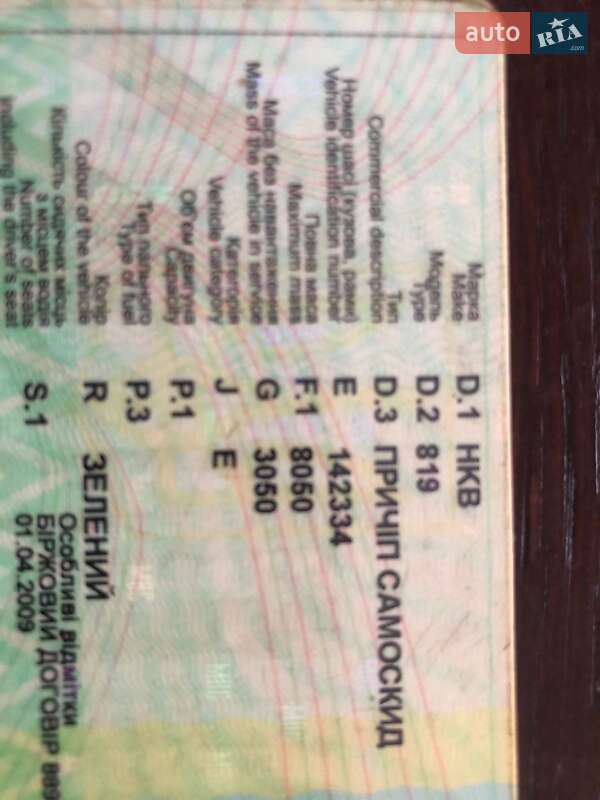 auto RIA .com
Марка D.1 НКВ
Make
Модель D.2 819
Type
Тип D.3 ПРИЧІП САМОСКИД
Commercial description
Номер шасі (кузова, рами) E 142334
Vehicle identification number
Повна маса F.1 8050
Maximum mass
Маса без навантаження G 3050
Mass of the vehicle in service
Категорія J E
Vehicle category
Об'єм двигуна P.1
Capacity
Тип пального P.3
Type of fuel
Колір R ЗЕЛЕНИЙ
Colour of the vehicle
Кількість сидячих місць
з місцем водія S.1
Number of seats
including the driver's seat
Особливі відмітки
БІРЖОВИЙ ДОГОВІР 889
01.04.2009